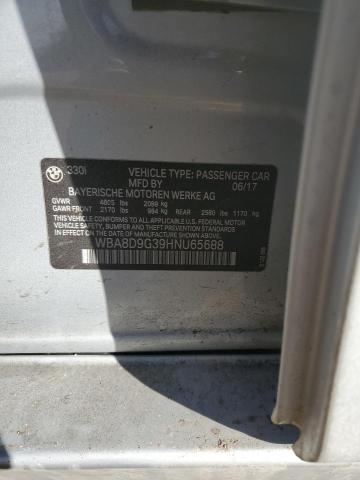 BMW
330i VEHICLE TYPE: PASSENGER CAR
MFD BY 06/17
BAYERISCHE MOTOREN WERKE AG
GVWR 4605 lbs 2089 kg
GAWR FRONT 2170 lbs 984 kg REAR 2580 lbs 1170 kg
THIS VEHICLE CONFORMS TO ALL APPLICABLE FEDERAL MOTOR
VEHICLE SAFETY, BUMPER AND THEFT PREVENTION STANDARDS
IN EFFECT ON THE DATE OF MANUFACTURE SHOWN ABOVE.
WBA8D9G39HNU65688